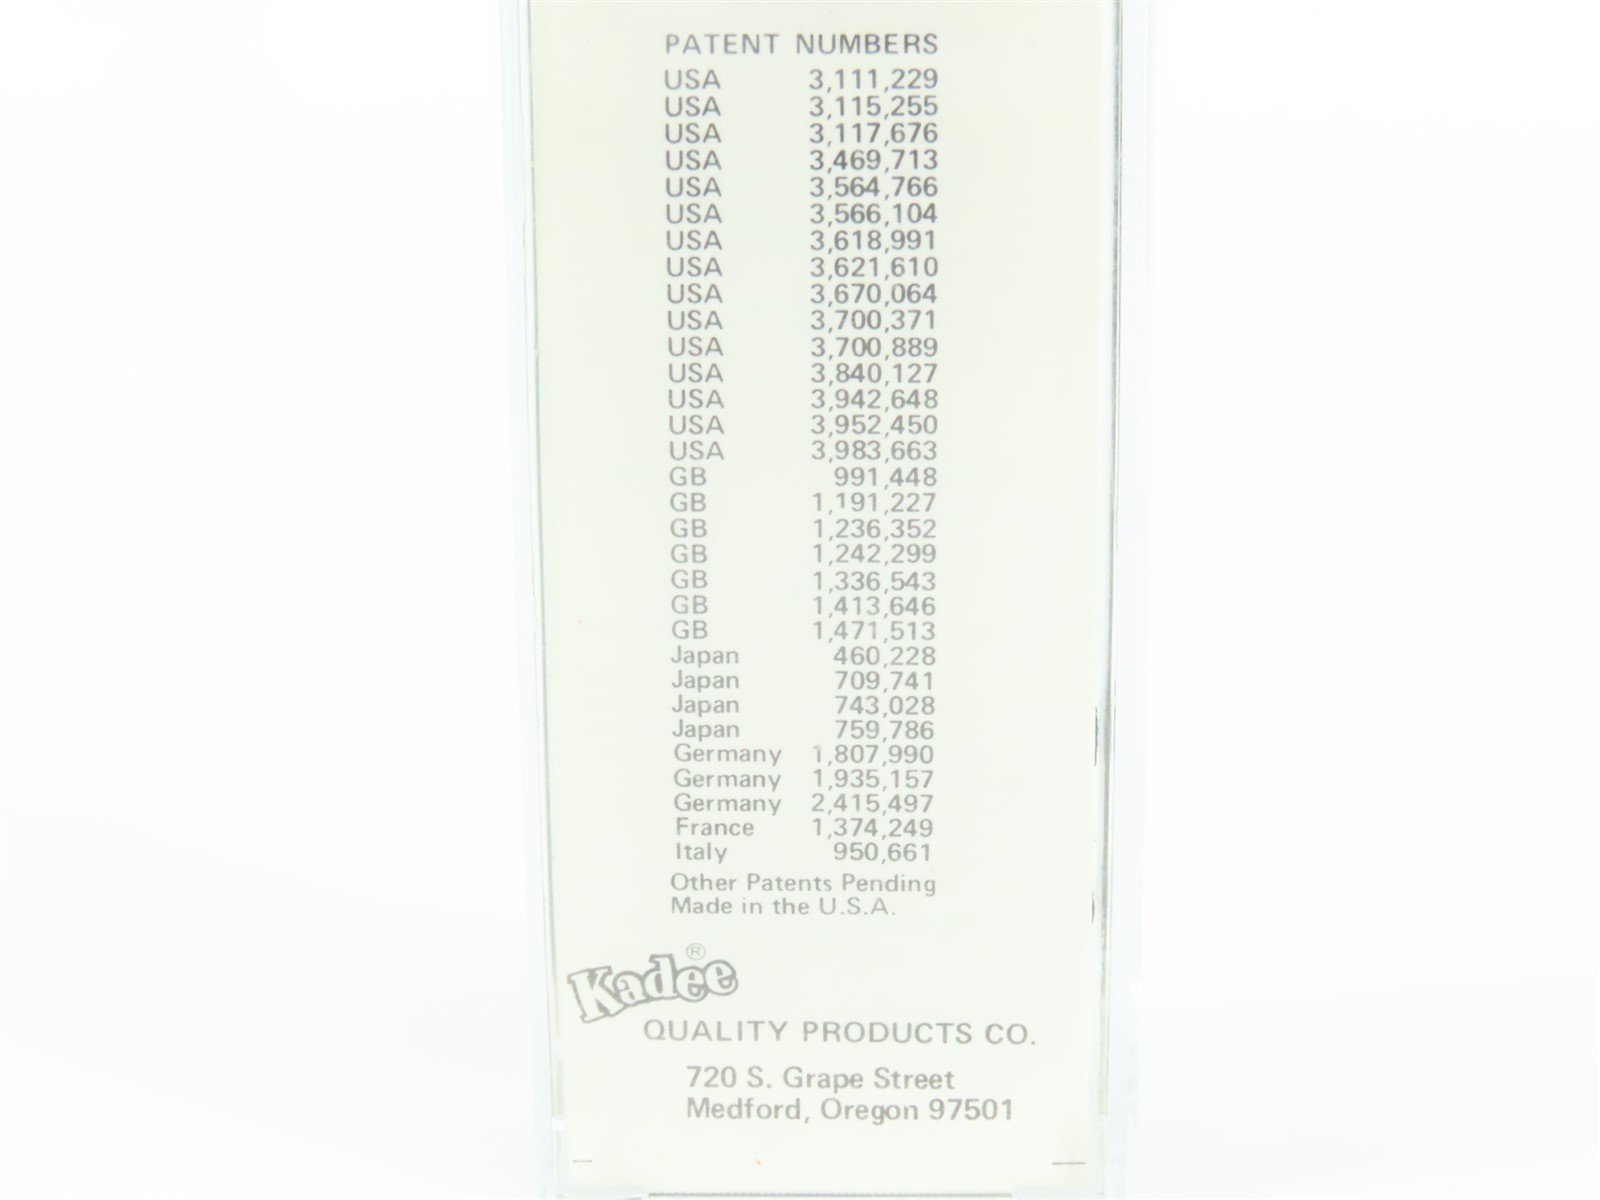 PATENT NUMBERS
USA 3,111,229
USA 3,115,255
USA 3,117,676
USA 3,469,713
USA 3,564,766
USA 3,566,104
USA 3,618,991
USA 3,621,610
USA 3,670,064
USA 3,700,371
USA 3,700,889
USA 3,840,127
USA 3,942,648
USA 3,952,450
USA 3,983,663
GB 991,448
GB 1,191,227
GB 1,236,352
GB 1,242,299
GB 1,336,543
GB 1,413,646
GB 1,471,513
Japan 460,228
Japan 709,741
Japan 743,028
Japan 759,786
Germany 1,807,990
Germany 1,935,157
Germany 2,415,497
France 1,374,249
Italy 950,661
Other Patents Pending
Made in the U.S.A.
Kadee®
QUALITY PRODUCTS CO.
720 S. Grape Street
Medford, Oregon 97501